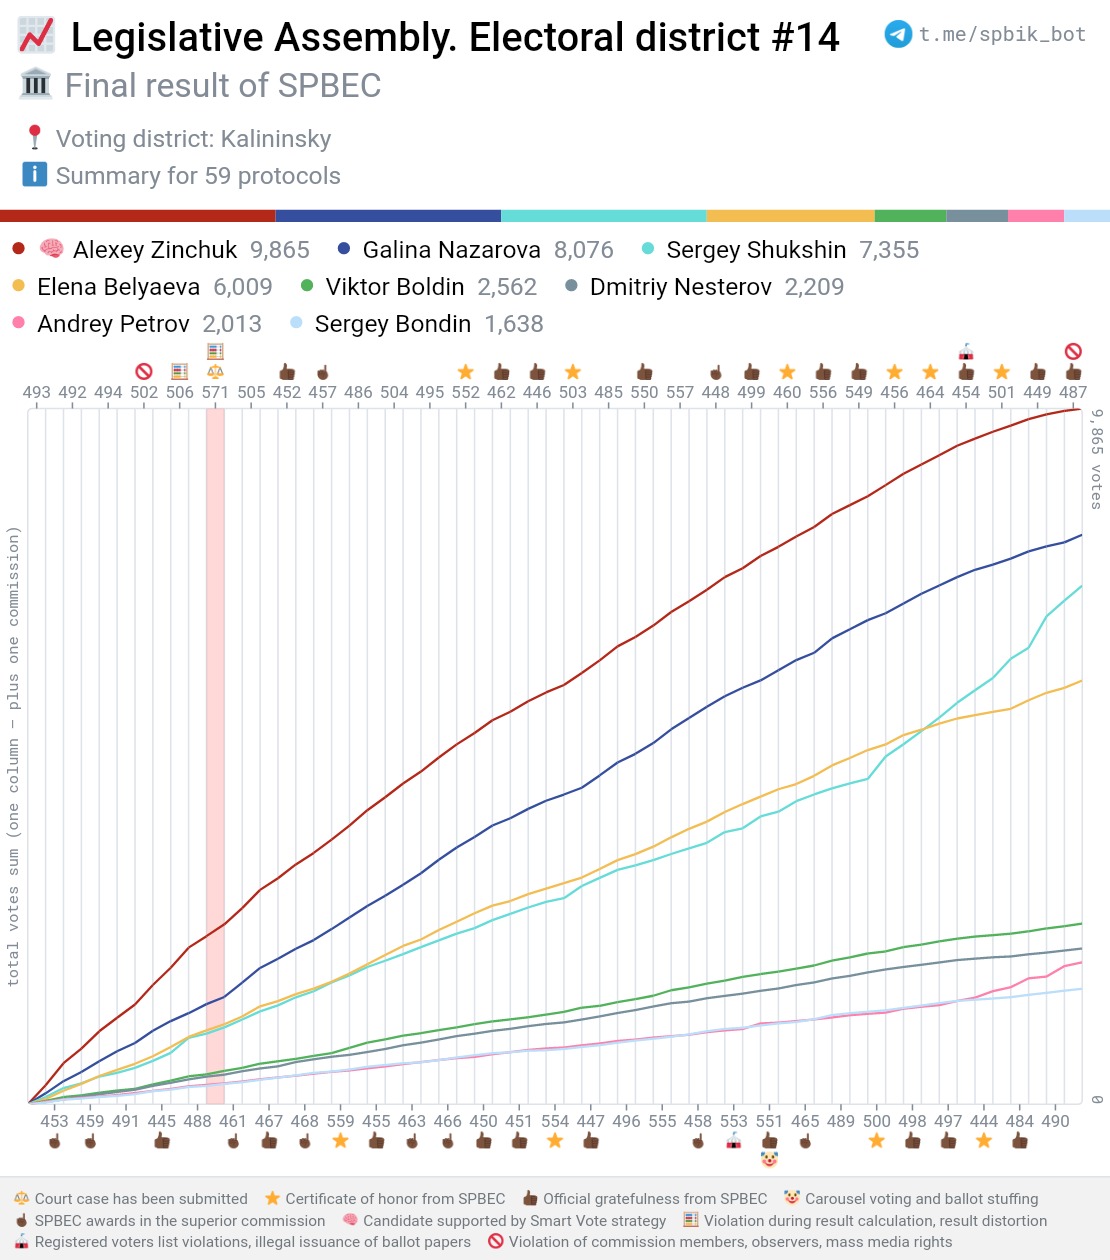 Legislative Assembly. Electoral district #14
t.me/spbik_bot
Final result of SPBEC
Voting district: Kalininsky
Summary for 59 protocols
Alexey Zinchuk 9,865 Galina Nazarova 8,076 Sergey Shukshin 7,355
Elena Belyaeva 6,009 Viktor Boldin 2,562 Dmitriy Nesterov 2,209
Andrey Petrov 2,013 Sergey Bondin 1,638
493 492 494 502 506 571 505 452 457 486 504 495 552 462 446 503 485 550 557 448 499 460 556 549 456 464 454 501 449 487
9,865 votes
total votes sum (one column – plus one commission)
0
453 459 491 445 488 461 467 468 559 455 463 466 450 451 554 447 496 555 458 553 551 465 489 500 498 497 444 484 490
Court case has been submitted Certificate of honor from SPBEC Official gratefulness from SPBEC Carousel voting and ballot stuffing
SPBEC awards in the superior commission Candidate supported by Smart Vote strategy Violation during result calculation, result distortion
Registered voters list violations, illegal issuance of ballot papers Violation of commission members, observers, mass media rights